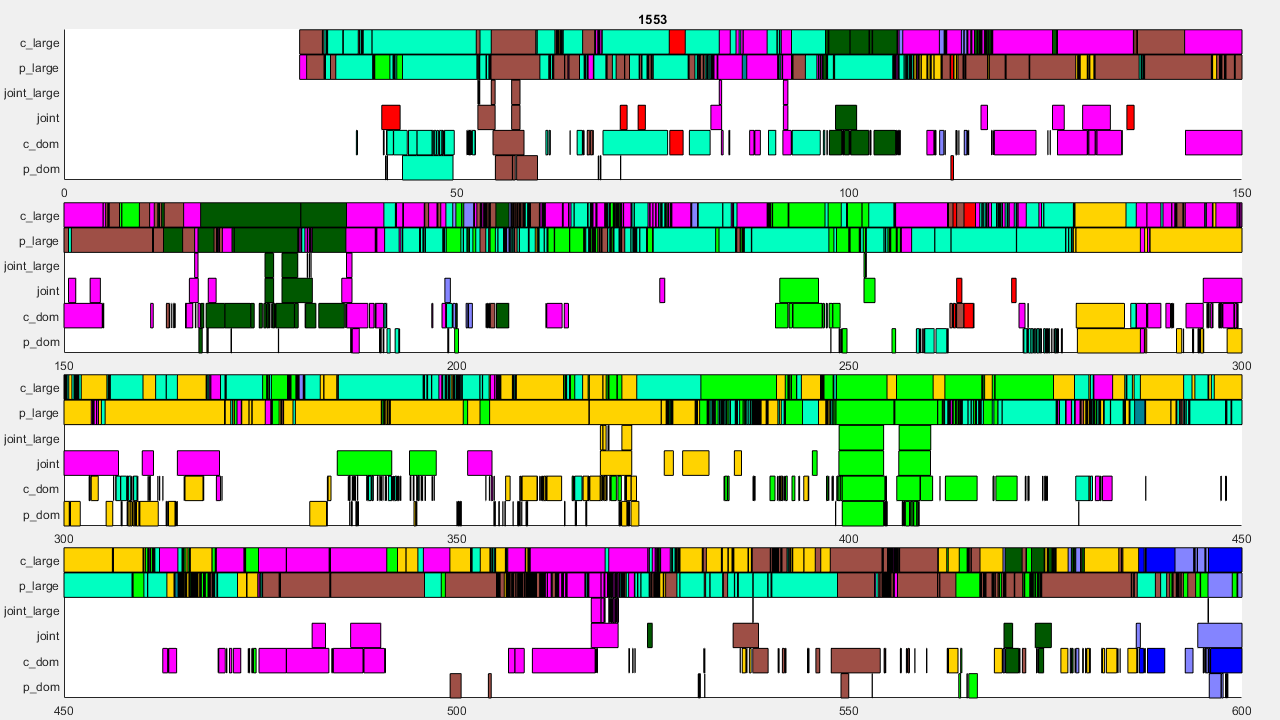 1553
c_large
p_large
joint_large
joint
c_dom
p_dom
0 50 100 150
c_large
p_large
joint_large
joint
c_dom
p_dom
150 200 250 300
c_large
p_large
joint_large
joint
c_dom
p_dom
300 350 400 450
c_large
p_large
joint_large
joint
c_dom
p_dom
450 500 550 600